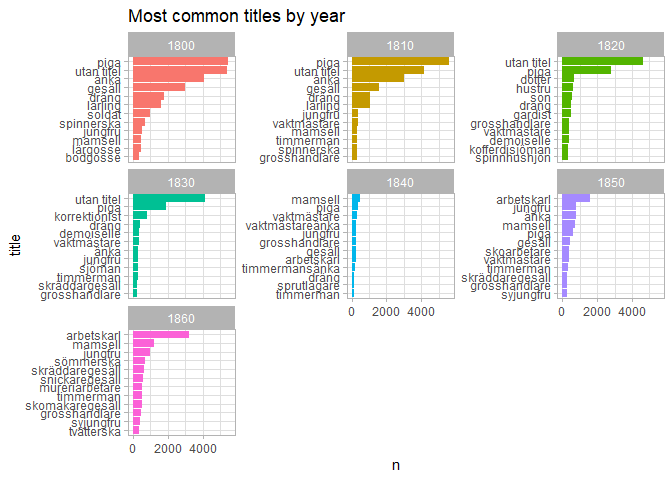 Most common titles by year
1800
piga
utan titel
änka
gesäll
dräng
lärling
soldat
spinnerska
jungfru
mamsell
lärgosse
bodgosse
1810
piga
utan titel
änka
gesäll
dräng
lärling
jungfru
vaktmästare
mamsell
timmerman
spinnerska
grosshandlare
1820
utan titel
piga
dotter
hustru
son
dräng
gardist
grosshandlare
vaktmästare
demoiselle
kofferdisjöman
spinnhushjon
1830
utan titel
piga
korrektionist
dräng
demoiselle
vaktmästare
änka
jungfru
sjöman
timmerman
skräddargesäll
grosshandlare
1840
mamsell
piga
vaktmästare
vaktmästareänka
jungfru
grosshandlare
gesäll
arbetskarl
timmermansänka
dräng
sprutlagare
timmerman
0
2000
4000
1850
arbetskarl
jungfru
änka
mamsell
piga
gesäll
skoarbetare
vaktmästare
timmerman
skräddaregesäll
grosshandlare
syjungfru
0
2000
4000
1860
arbetskarl
mamsell
jungfru
sömmerska
skräddaregesäll
snickaregesäll
mureriarbetare
timmerman
skomakaregesäll
grosshandlare
syjungfru
tvätterska
0
2000
4000
title
n